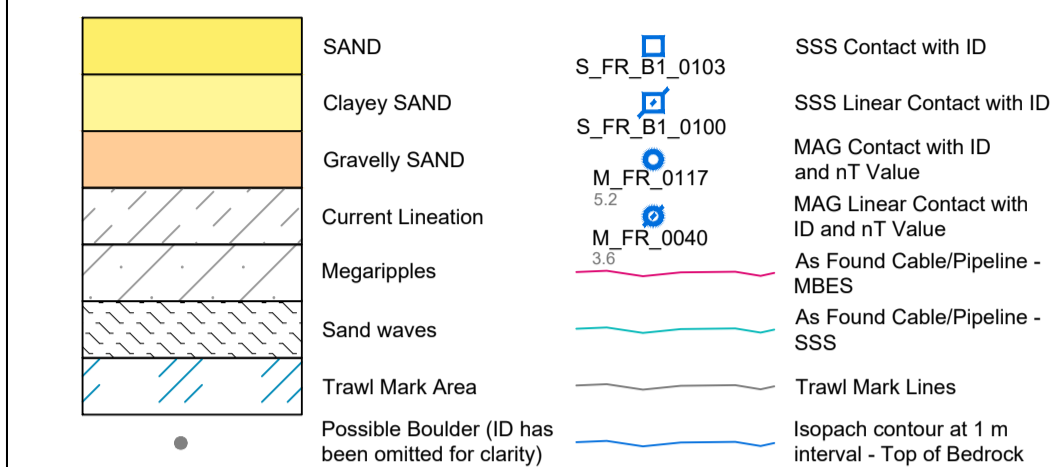 SAND
Clayey SAND
Gravelly SAND
Current Lineation
Megaripples
Sand waves
Trawl Mark Area
Possible Boulder (ID has
been omitted for clarity)
S_FR_B1_0103
SSS Contact with ID
S_FR_B1_0100
SSS Linear Contact with ID
M_FR_0117
5.2
MAG Contact with ID
and nT Value
M_FR_0040
3.6
MAG Linear Contact with
ID and nT Value
As Found Cable/Pipeline -
MBES
As Found Cable/Pipeline -
SSS
Trawl Mark Lines
Isopach contour at 1 m
interval - Top of Bedrock